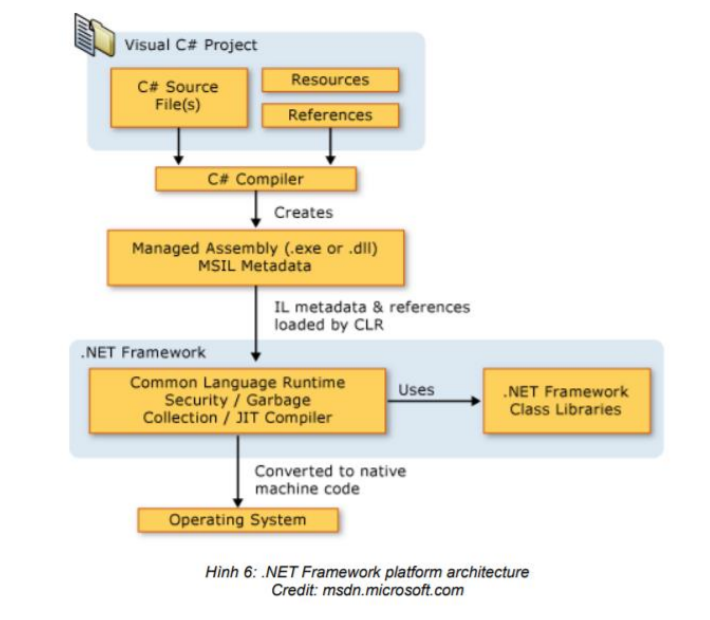 Visual C# Project
C# Source
File(s)
Resources
References
C# Compiler
Creates
Managed Assembly (.exe or .dll)
MSIL Metadata
IL metadata & references
loaded by CLR
.NET Framework
Common Language Runtime
Security / Garbage
Collection / JIT Compiler
Uses
.NET Framework
Class Libraries
Converted to native
machine code
Operating System
Hình 6: .NET Framework platform architecture
Credit: msdn.microsoft.com